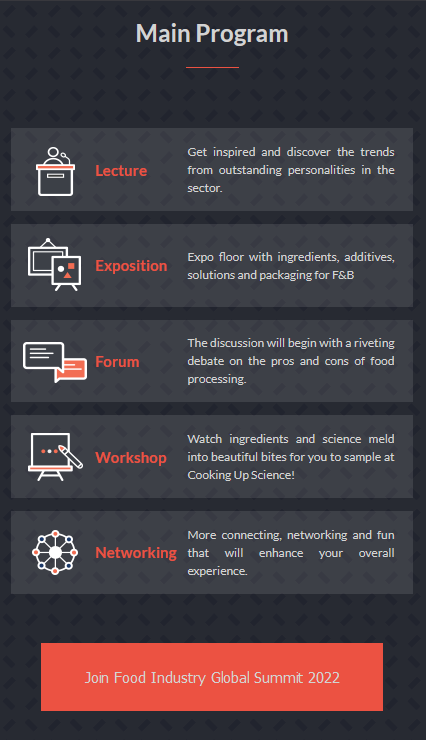 Main Program
Lecture
Get inspired and discover the trends
from outstanding personalities in the
sector.
Exposition
Expo floor with ingredients, additives,
solutions and packaging for F&B
Forum
The discussion will begin with a riveting
debate on the pros and cons of food
processing.
Workshop
Watch ingredients and science meld
into beautiful bites for you to sample at
Cooking Up Science!
Networking
More connecting, networking and fun
that will enhance your overall
experience.
Join Food Industry Global Summit 2022